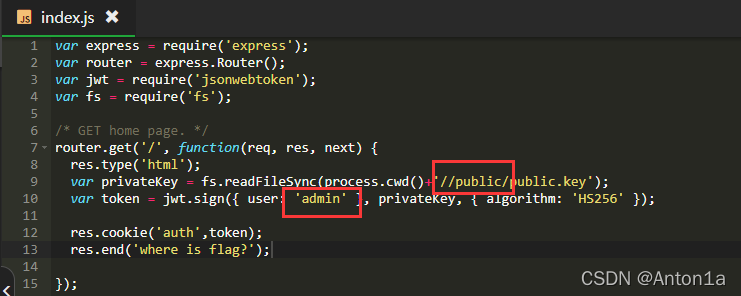 JS index.js ✖
1 var express = require('express');
2 var router = express.Router();
3 var jwt = require('jsonwebtoken');
4 var fs = require('fs');
5
6 /* GET home page. */
7 router.get('/', function(req, res, next) {
8 res.type('html');
9 var privateKey = fs.readFileSync(process.cwd()+'//public/public.key');
10 var token = jwt.sign({ user: 'admin' }, privateKey, { algorithm: 'HS256' });
11
12 res.cookie('auth',token);
13 res.end('where is flag?');
14
15 });
CSDN @Anton1a